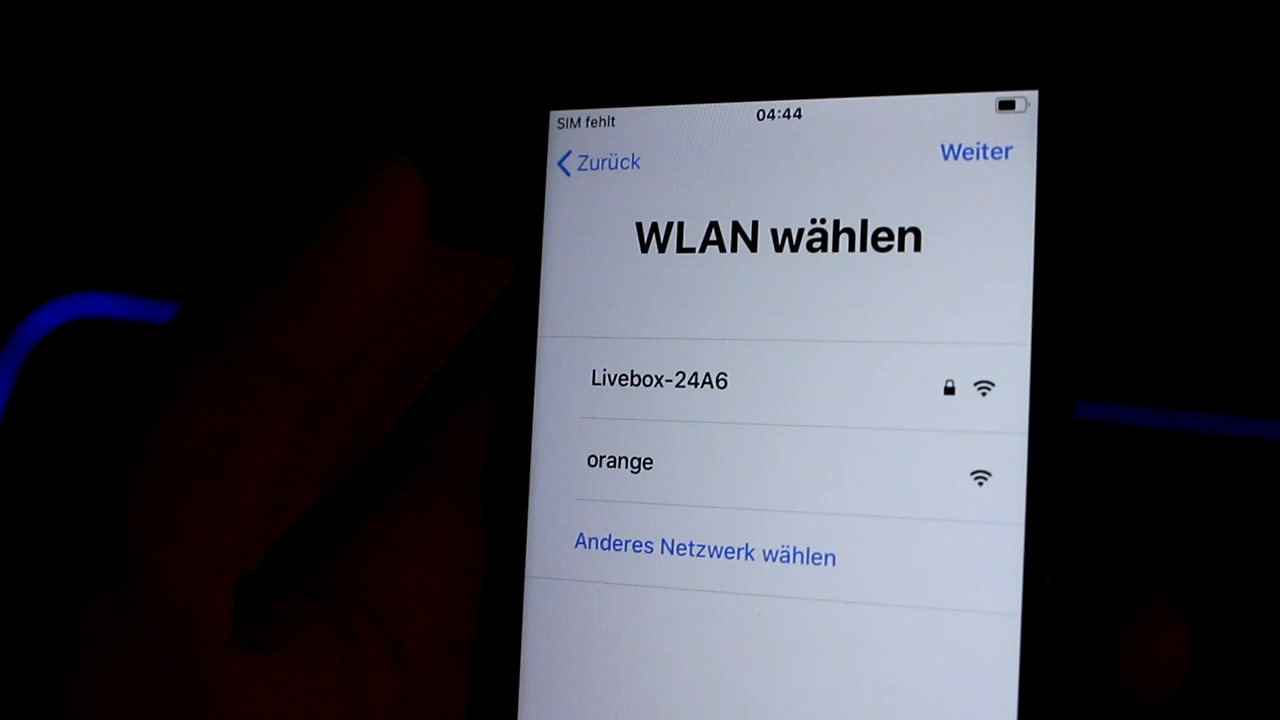 SIM fehlt 04:44
Zurück Weiter
WLAN wählen
Livebox-24A6
orange
Anderes Netzwerk wählen